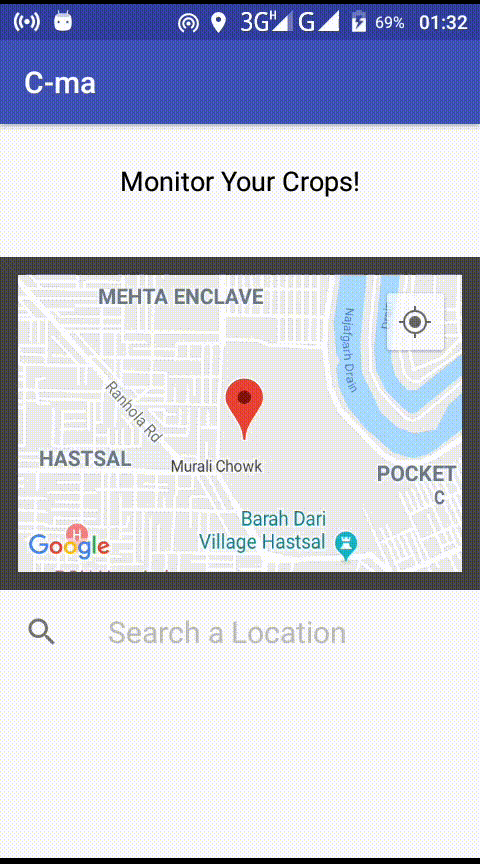 3G H G 69% 01:32
C-ma
Monitor Your Crops!
MEHTA ENCLAVE
Najafgarh Drain
Ranhola Rd
HASTSAL
Murali Chowk
POCKET
C
Barah Dari
Village Hastsal
H
Google
Search a Location